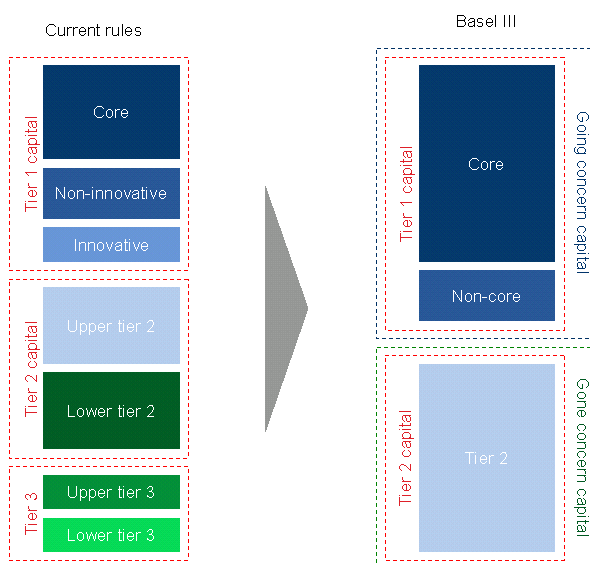 Current rules
Tier 1 capital
Core
Non-innovative
Innovative
Tier 2 capital
Upper tier 2
Lower tier 2
Tier 3
Upper tier 3
Lower tier 3
Basel III
Going concern capital
Tier 1 capital
Core
Non-core
Gone concern capital
Tier 2 capital
Tier 2